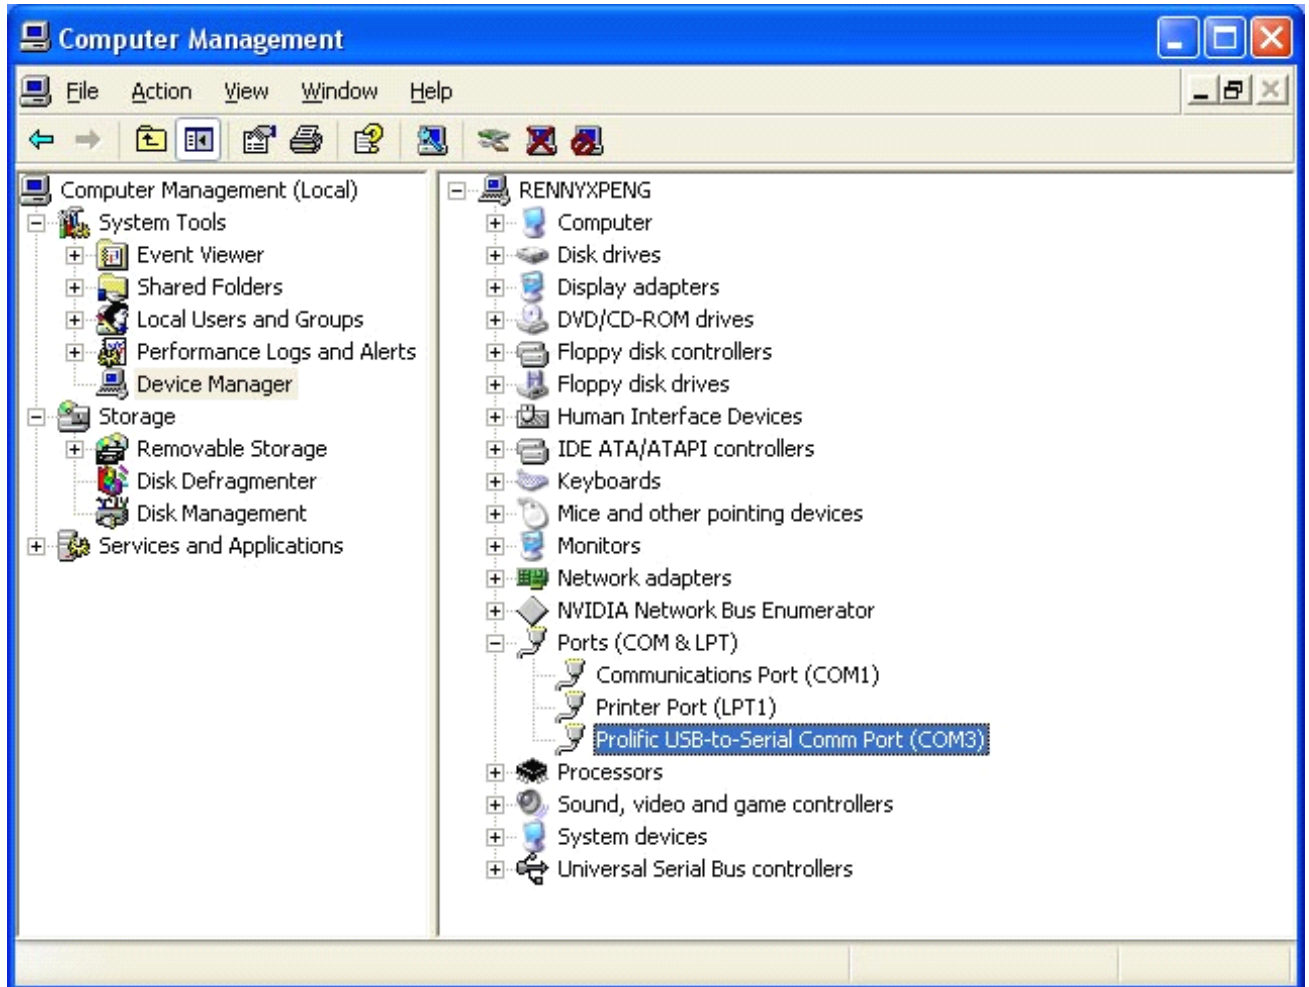 Computer Management
File Action View Window Help
Computer Management (Local)
System Tools
Event Viewer
Shared Folders
Local Users and Groups
Performance Logs and Alerts
Device Manager
Storage
Removable Storage
Disk Defragmenter
Disk Management
Services and Applications
RENNYXPENG
Computer
Disk drives
Display adapters
DVD/CD-ROM drives
Floppy disk controllers
Floppy disk drives
Human Interface Devices
IDE ATA/ATAPI controllers
Keyboards
Mice and other pointing devices
Monitors
Network adapters
NVIDIA Network Bus Enumerator
Ports (COM & LPT)
Communications Port (COM1)
Printer Port (LPT1)
Prolific USB-to-Serial Comm Port (COM3)
Processors
Sound, video and game controllers
System devices
Universal Serial Bus controllers